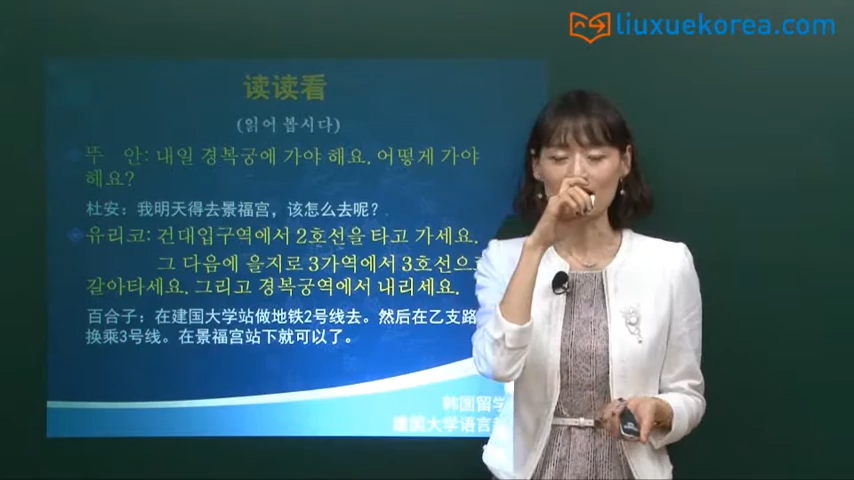 liuxuekorea.com
读读看
(읽어 봅시다)
뚜 안: 내일 경복궁에 가야 해요. 어떻게 가야
해요?
杜安: 我明天得去景福宫，该怎么去呢?
유리코: 건대입구역에서 2호선을 타고 가세요.
그 다음에 을지로 3가역에서 3호선으로
갈아타세요. 그리고 경복궁역에서 내리세요.
百合子: 在建国大学站做地铁2号线去。然后在乙支路
换乘3号线。在景福宫站下就可以了。
韩国留学
建国大学语言